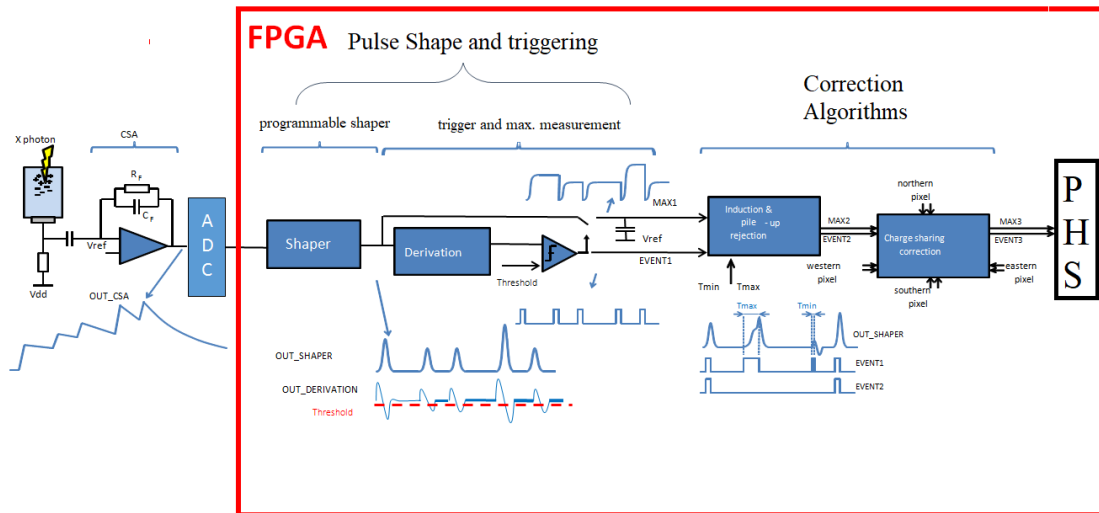 FPGA
Pulse Shape and triggering
Correction
Algorithms
programmable shaper
trigger and max. measurement
X photon
CSA
R_F
C_F
Vref
Vdd
OUT_CSA
A
D
C
Shaper
Derivation
Threshold
MAX1
Vref
EVENT1
Induction &
pile - up
rejection
Tmin
Tmax
MAX2
EVENT2
northern
pixel
Charge sharing
correction
western
pixel
southern
pixel
eastern
pixel
MAX3
EVENT3
P
H
S
OUT_SHAPER
OUT_DERIVATION
Threshold
Tmax
Tmin
OUT_SHAPER
EVENT1
EVENT2